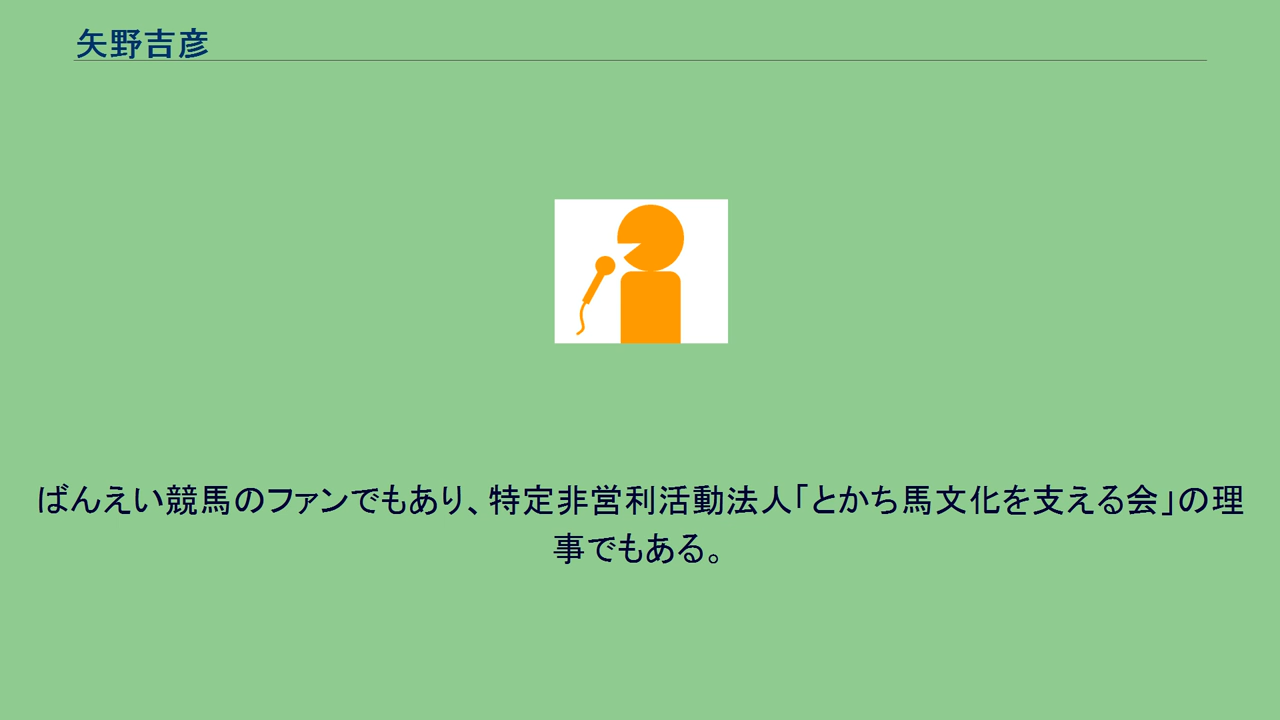 矢野吉彦
ばんえい競馬のファンでもあり、特定非営利活動法人「とかち馬文化を支える会」の理
事でもある。